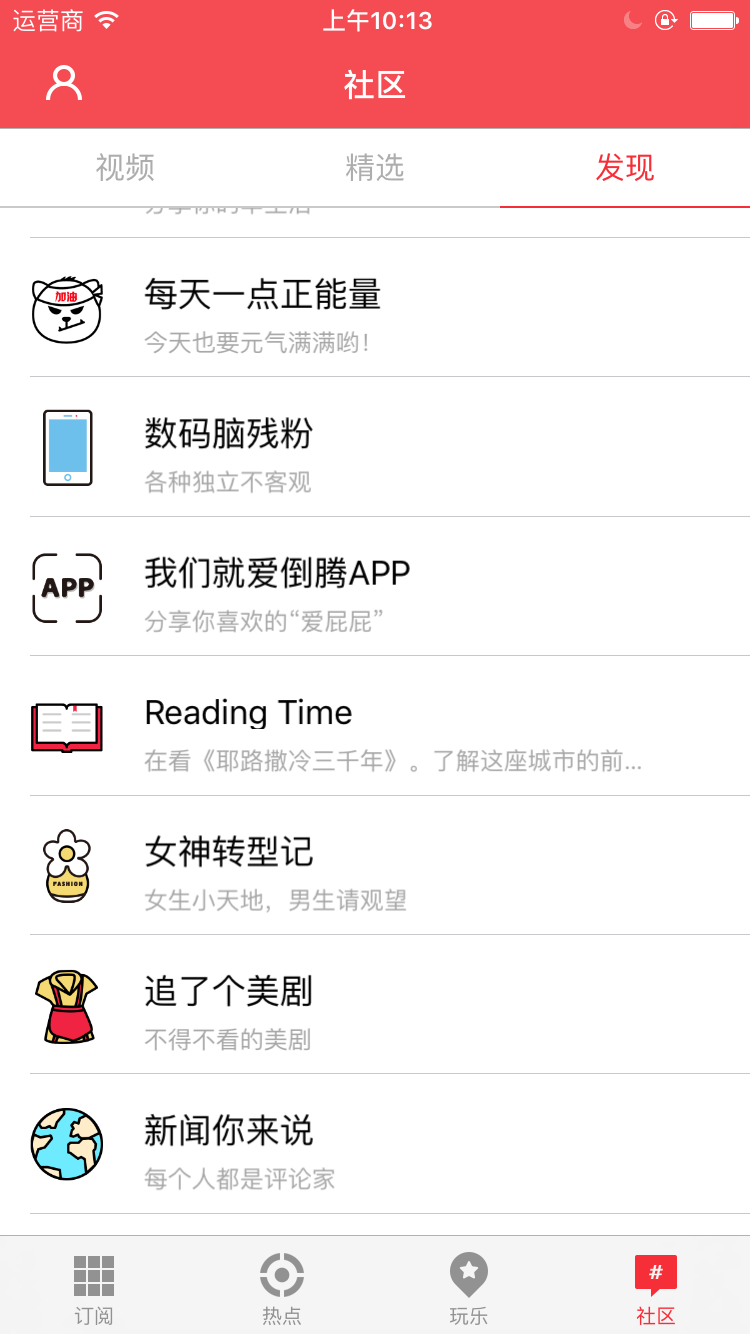 运营商
上午10:13
社区
视频
精选
发现
分享你的车生活
加油
每天一点正能量
今天也要元气满满哟！
数码脑残粉
各种独立不客观
APP
我们就爱倒腾APP
分享你喜欢的“爱屁屁”
Reading Time
在看《耶路撒冷三千年》。了解这座城市的前...
女神转型记
FASHION
女生小天地，男生请观望
追了个美剧
不得不看的美剧
新闻你来说
每个人都是评论家
#
订阅
热点
玩乐
社区